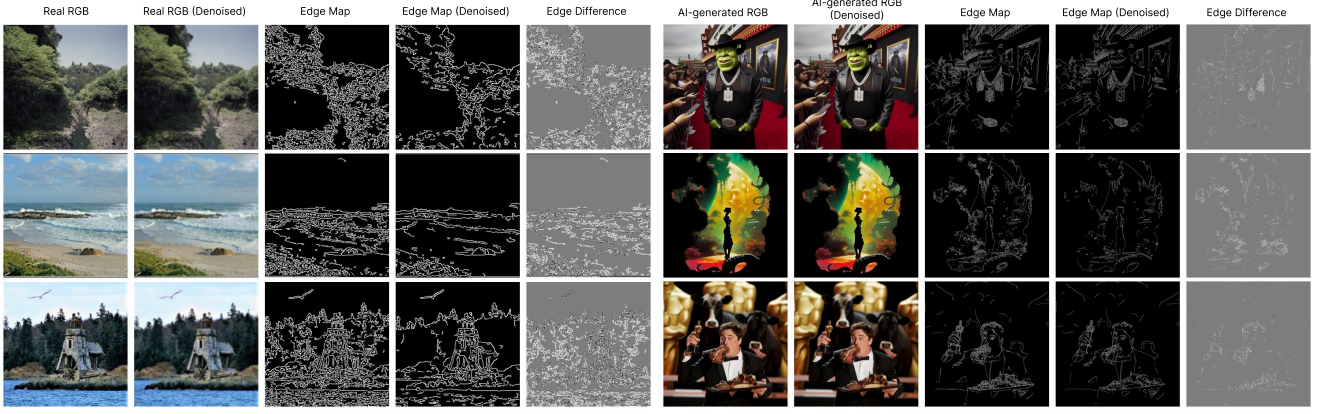 Real RGB
Real RGB (Denoised)
Edge Map
Edge Map (Denoised)
Edge Difference
AI-generated RGB
AI-generated RGB
(Denoised)
Edge Map
Edge Map (Denoised)
Edge Difference